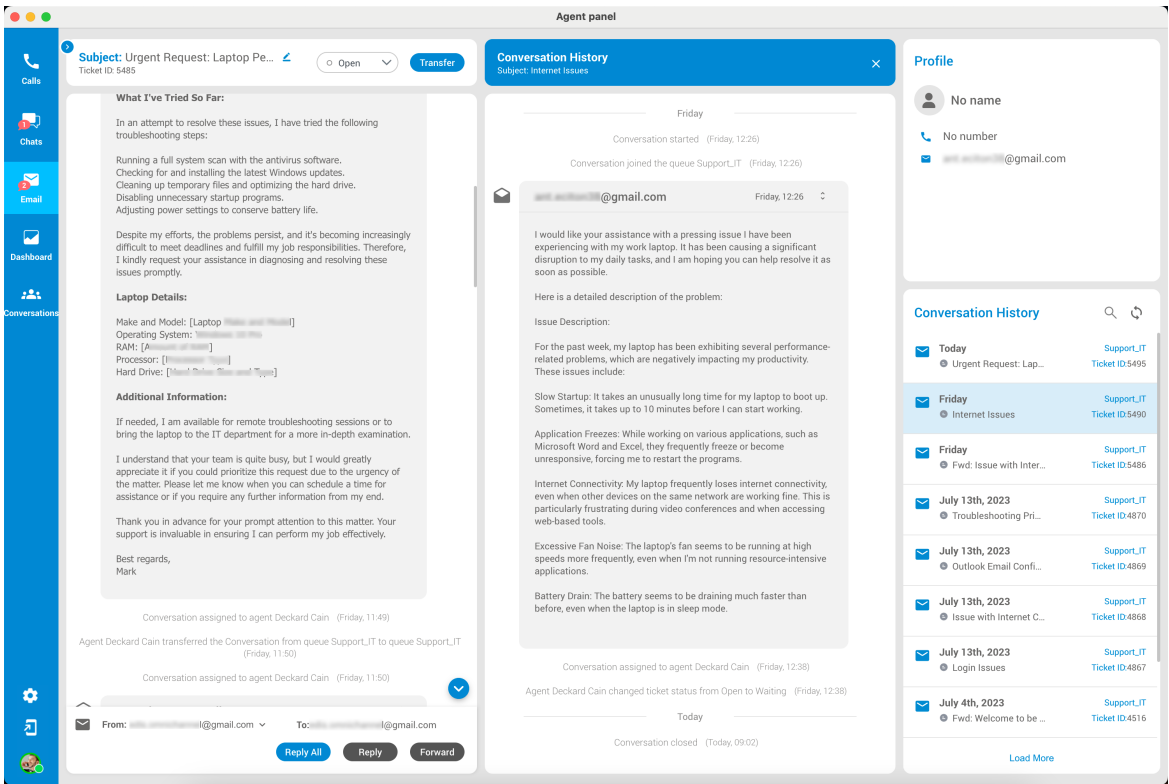 Agent panel
Calls
1
Chats
2
Email
Dashboard
Conversations
Subject: Urgent Request: Laptop Pe...
Ticket ID: 5485
Open
Transfer
What I've Tried So Far:
In an attempt to resolve these issues, I have tried the following
troubleshooting steps:
Running a full system scan with the antivirus software.
Checking for and installing the latest Windows updates.
Cleaning up temporary files and optimizing the hard drive.
Disabling unnecessary startup programs.
Adjusting power settings to conserve battery life.
Despite my efforts, the problems persist, and it's becoming increasingly
difficult to meet deadlines and fulfill my job responsibilities. Therefore,
I kindly request your assistance in diagnosing and resolving these
issues promptly.
Laptop Details:
Make and Model: [Laptop
Operating System:
RAM: [
Processor: [
Hard Drive: [
Additional Information:
If needed, I am available for remote troubleshooting sessions or to
bring the laptop to the IT department for a more in-depth examination.
I understand that your team is quite busy, but I would greatly
appreciate it if you could prioritize this request due to the urgency of
the matter. Please let me know when you can schedule a time for
assistance or if you require any further information from my end.
Thank you in advance for your prompt attention to this matter. Your
support is invaluable in ensuring I can perform my job effectively.
Best regards,
Mark
Conversation assigned to agent Deckard Cain (Friday, 11:49)
Agent Deckard Cain transferred the Conversation from queue Support_IT to queue Support_IT
(Friday, 11:50)
Conversation assigned to agent Deckard Cain (Friday, 11:50)
From: l@gmail.com
To: l@gmail.com
Reply All
Reply
Forward
Conversation History
Subject: Internet Issues
Friday
Conversation started (Friday, 12:26)
Conversation joined the queue Support_IT (Friday, 12:26)
@gmail.com
Friday, 12:26
I would like your assistance with a pressing issue I have been
experiencing with my work laptop. It has been causing a significant
disruption to my daily tasks, and I am hoping you can help resolve it as
soon as possible.
Here is a detailed description of the problem:
Issue Description:
For the past week, my laptop has been exhibiting several performance-
related problems, which are negatively impacting my productivity.
These issues include:
Slow Startup: It takes an unusually long time for my laptop to boot up.
Sometimes, it takes up to 10 minutes before I can start working.
Application Freezes: While working on various applications, such as
Microsoft Word and Excel, they frequently freeze or become
unresponsive, forcing me to restart the programs.
Internet Connectivity: My laptop frequently loses internet connectivity,
even when other devices on the same network are working fine. This is
particularly frustrating during video conferences and when accessing
web-based tools.
Excessive Fan Noise: The laptop's fan seems to be running at high
speeds more frequently, even when I'm not running resource-intensive
applications.
Battery Drain: The battery seems to be draining much faster than
before, even when the laptop is in sleep mode.
Conversation assigned to agent Deckard Cain (Friday, 12:38)
Agent Deckard Cain changed ticket status from Open to Waiting (Friday, 12:38)
Today
Conversation closed (Today, 09:02)
Profile
No name
No number
@gmail.com
Conversation History
Today Support_IT
Urgent Request: Lap... Ticket ID:5495
Friday Support_IT
Internet Issues Ticket ID:5490
Friday Support_IT
Fwd: Issue with Inter... Ticket ID:5486
July 13th, 2023 Support_IT
Troubleshooting Pri... Ticket ID:4870
July 13th, 2023 Support_IT
Outlook Email Confi... Ticket ID:4869
July 13th, 2023 Support_IT
Issue with Internet C... Ticket ID:4868
July 13th, 2023 Support_IT
Login Issues Ticket ID:4867
July 4th, 2023 Support_IT
Fwd: Welcome to be ... Ticket ID:4516
Load More